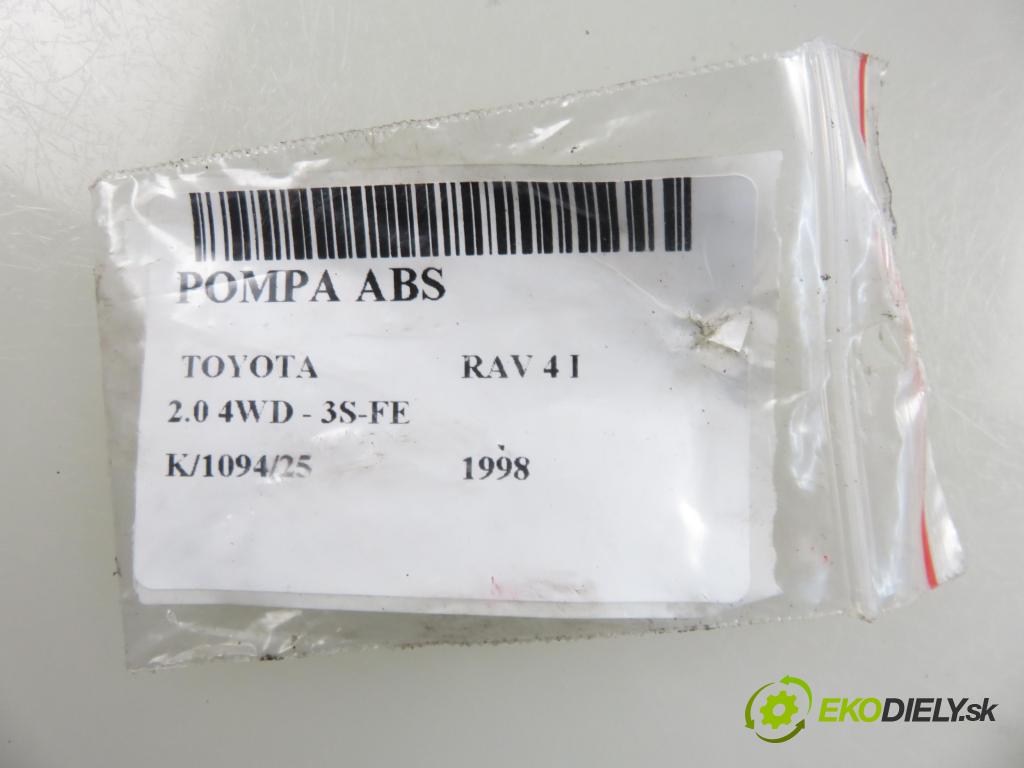 POMPA ABS
TOYOTA RAV 4 I
2.0 4WD - 3S-FE
K/1094/25 1998
EKODIELY.sk